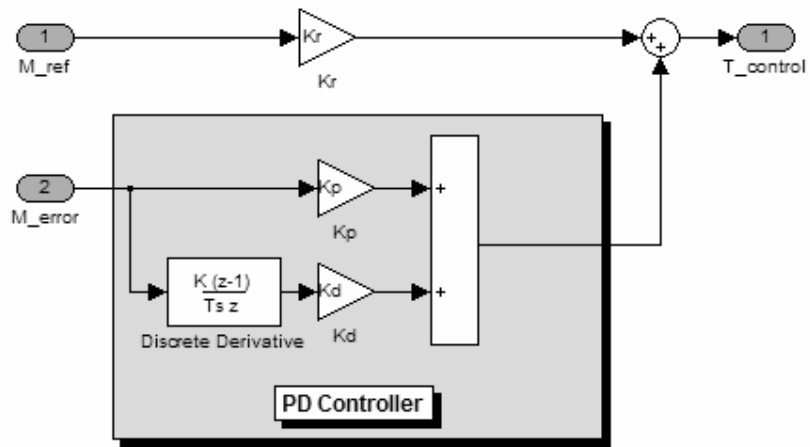 1
M_ref
Kr
Kr
+
+
1
T_control
2
M_error
Kp
Kp
+
K (z-1)
Ts z
Discrete Derivative
Kd
Kd
+
PD Controller